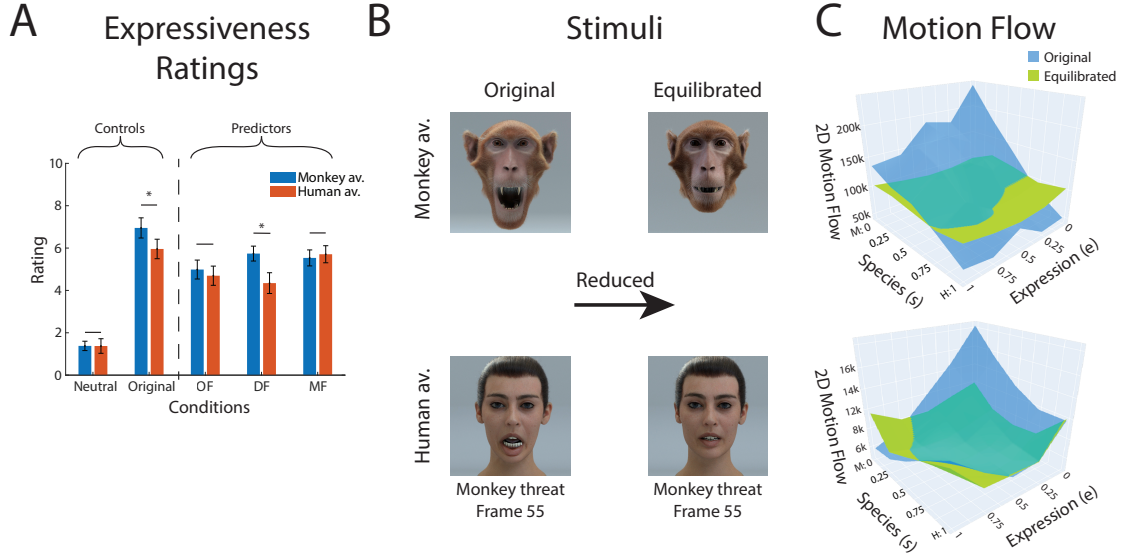 A
Expressiveness
Ratings
Controls
Predictors
Monkey av.
Human av.
*
*
Rating
10
8
6
4
2
0
Neutral
Original
OF
DF
MF
Conditions
B
Stimuli
Original
Equilibrated
Monkey av.
Reduced
Human av.
Monkey threat
Frame 55
Monkey threat
Frame 55
C
Motion Flow
Original
Equilibrated
2D Motion Flow
200k
150k
100k
50k
M: 0
0.25
0.5
0.75
H: 1
Species (s)
1
0.75
0.5
0.25
0
Expression (e)
2D Motion Flow
16k
14k
12k
8k
6k
M: 0
0.25
0.5
0.75
H: 1
Species (s)
1
0.75
0.5
0.25
0
Expression (e)